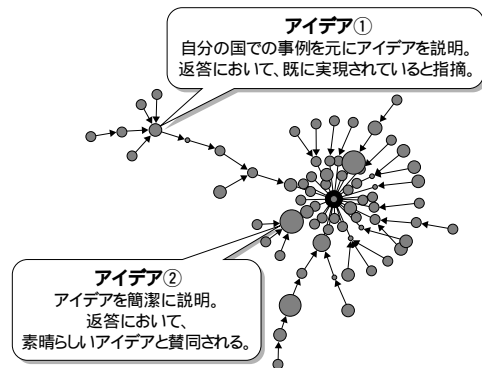 アイデア①
自分の国での事例を元にアイデアを説明。
返答において、既に実現されていると指摘。
アイデア②
アイデアを簡潔に説明。
返答において、
素晴らしいアイデアと賛同される。